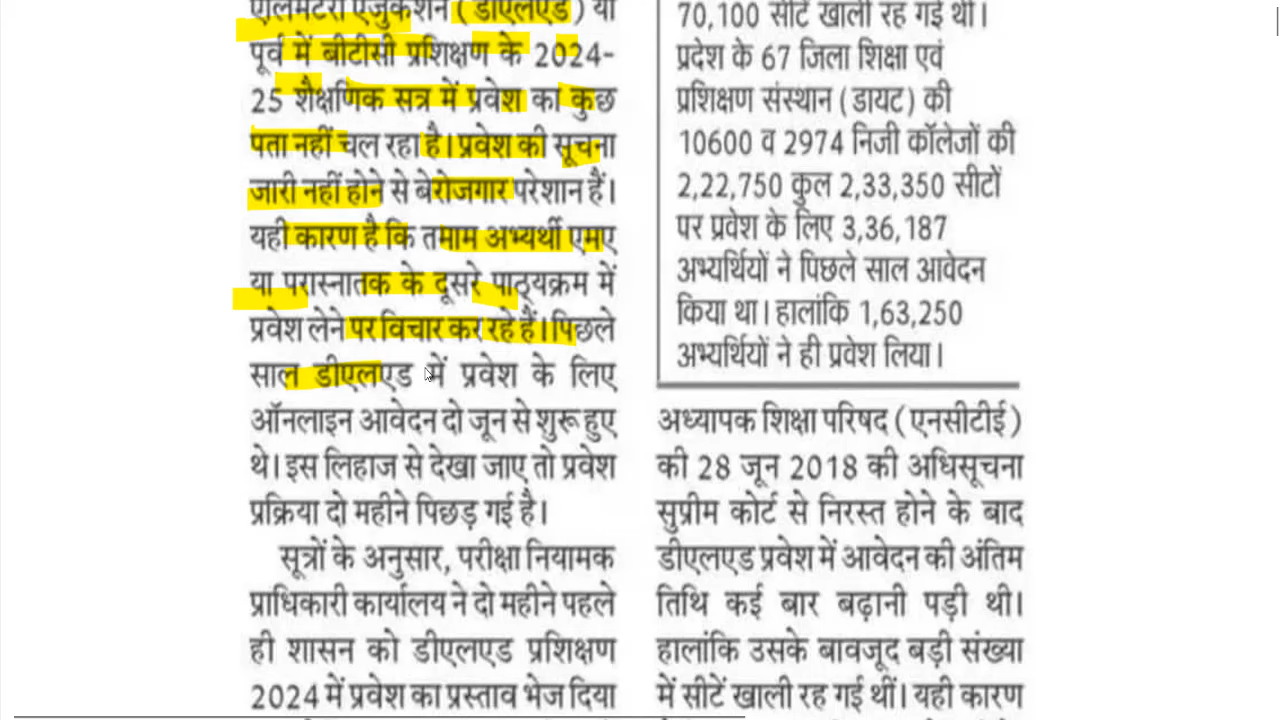 एलिमेंटरी एजुकेशन (डीएलएड) या
पूर्व में बीटीसी प्रशिक्षण के 2024-
25 शैक्षणिक सत्र में प्रवेश का कुछ
पता नहीं चल रहा है। प्रवेश की सूचना
जारी नहीं होने से बेरोजगार परेशान हैं।
यही कारण है कि तमाम अभ्यर्थी एमए
या परास्नातक के दूसरे पाठ्यक्रम में
प्रवेश लेने पर विचार कर रहे हैं। पिछले
साल डीएलएड में प्रवेश के लिए
ऑनलाइन आवेदन दो जून से शुरू हुए
थे। इस लिहाज से देखा जाए तो प्रवेश
प्रक्रिया दो महीने पिछड़ गई है।
सूत्रों के अनुसार, परीक्षा नियामक
प्राधिकारी कार्यालय ने दो महीने पहले
ही शासन को डीएलएड प्रशिक्षण
2024 में प्रवेश का प्रस्ताव भेज दिया
70,100 सीटें खाली रह गई थीं।
प्रदेश के 67 जिला शिक्षा एवं
प्रशिक्षण संस्थान (डायट) की
10600 व 2974 निजी कॉलेजों की
2,22,750 कुल 2,33,350 सीटों
पर प्रवेश के लिए 3,36,187
अभ्यर्थियों ने पिछले साल आवेदन
किया था। हालांकि 1,63,250
अभ्यर्थियों ने ही प्रवेश लिया।
अध्यापक शिक्षा परिषद (एनसीटीई)
की 28 जून 2018 की अधिसूचना
सुप्रीम कोर्ट से निरस्त होने के बाद
डीएलएड प्रवेश में आवेदन की अंतिम
तिथि कई बार बढ़ानी पड़ी थी।
हालांकि उसके बावजूद बड़ी संख्या
में सीटें खाली रह गई थीं। यही कारण